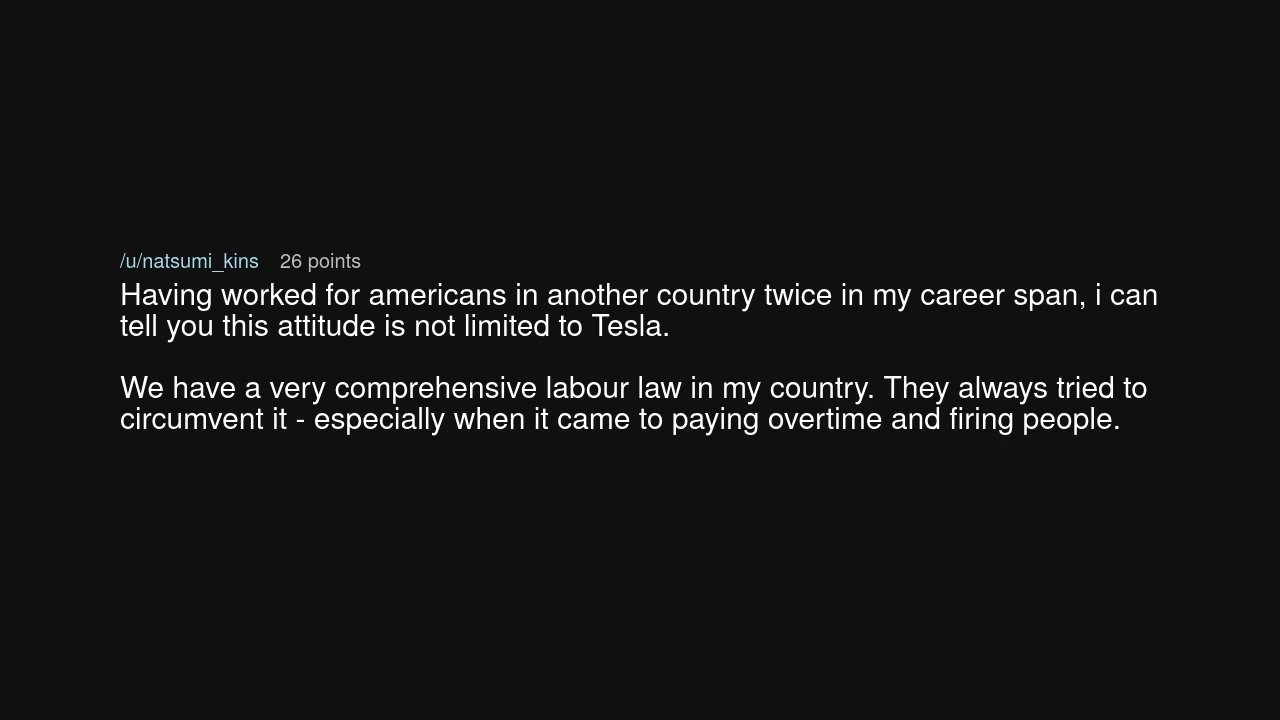 /u/natsumi_kins 26 points
Having worked for americans in another country twice in my career span, i can
tell you this attitude is not limited to Tesla.
We have a very comprehensive labour law in my country. They always tried to
circumvent it - especially when it came to paying overtime and firing people.